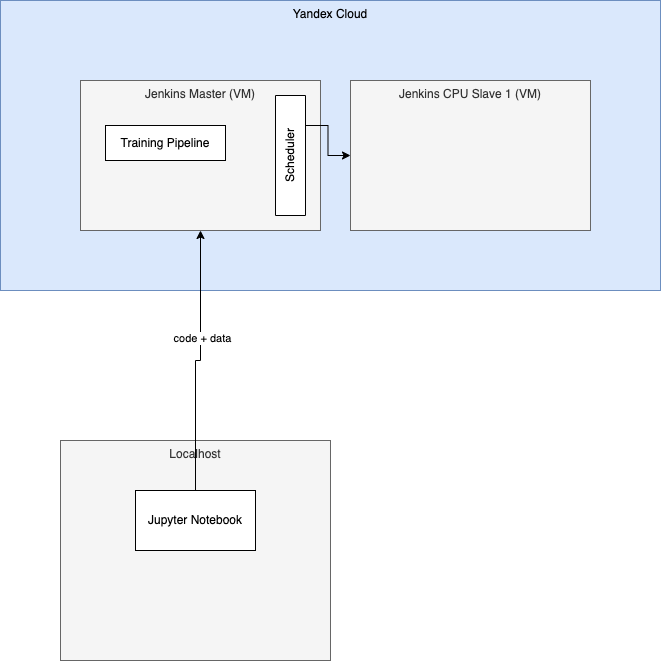 Yandex Cloud
Jenkins Master (VM)
Jenkins CPU Slave 1 (VM)
Training Pipeline
Scheduler
code + data
Localhost
Jupyter Notebook